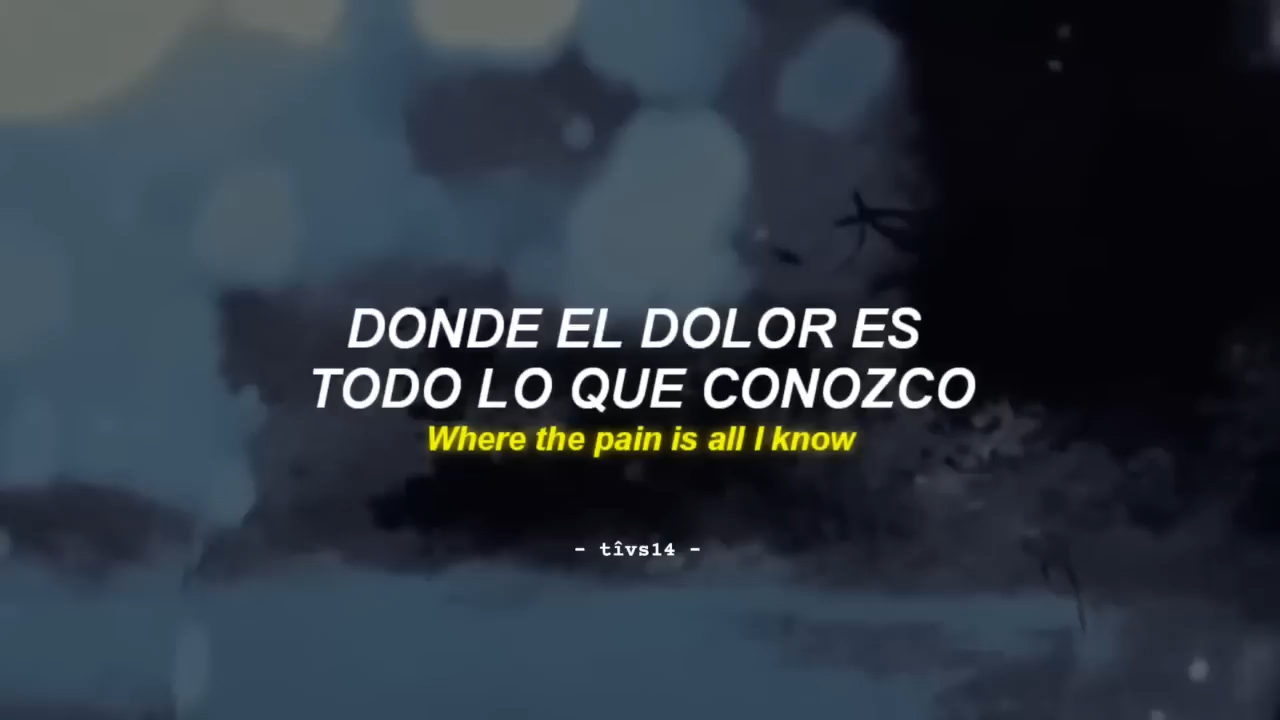 DONDE EL DOLOR ES
TODO LO QUE CONOZCO
Where the pain is all I know
- tîvs14 -